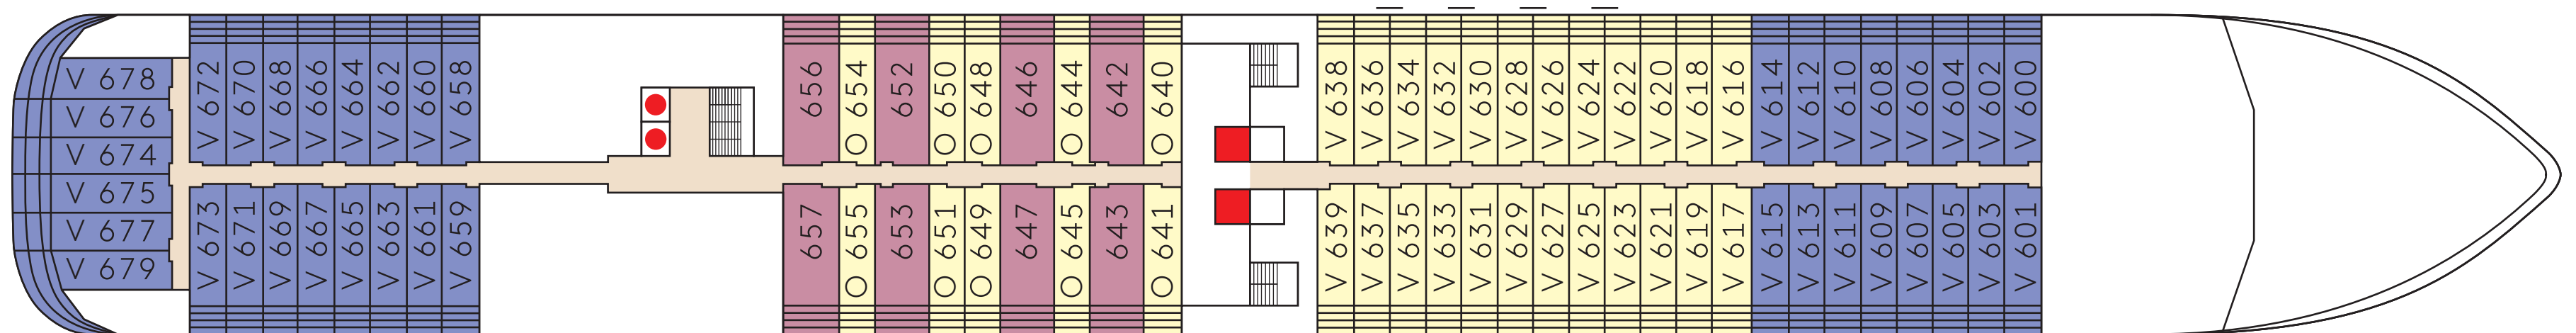 V 678
V 676
V 674
V 675
V 677
V 679
V 672
V 670
V 668
V 666
V 664
V 662
V 660
V 658
656
O 654
652
O 650
O 648
646
O 644
642
O 640
V 638
V 636
V 634
V 632
V 630
V 628
V 626
V 624
V 622
V 620
V 618
V 616
V 614
V 612
V 610
V 608
V 606
V 604
V 602
V 600
V 673
V 671
V 669
V 667
V 665
V 663
V 661
V 659
657
O 655
653
O 651
O 649
647
O 645
643
O 641
V 639
V 637
V 635
V 633
V 631
V 629
V 627
V 625
V 623
V 621
V 619
V 617
V 615
V 613
V 611
V 609
V 607
V 605
V 603
V 601